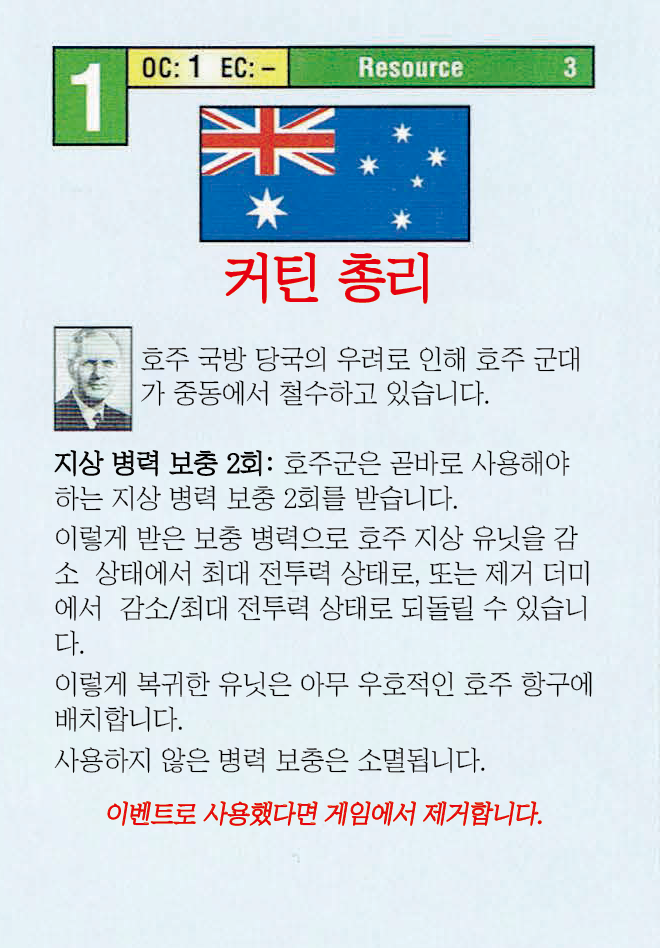 1 OC: 1 EC: – Resource 3
커틴 총리
호주 국방 당국의 우려로 인해 호주 군대
가 중동에서 철수하고 있습니다.
지상 병력 보충 2회: 호주군은 곧바로 사용해야
하는 지상 병력 보충 2회를 받습니다.
이렇게 받은 보충 병력으로 호주 지상 유닛을 감
소 상태에서 최대 전투력 상태로, 또는 제거 더미
에서 감소/최대 전투력 상태로 되돌릴 수 있습니
다.
이렇게 복귀한 유닛은 아무 우호적인 호주 항구에
배치합니다.
사용하지 않은 병력 보충은 소멸됩니다.
이벤트로 사용했다면 게임에서 제거합니다.